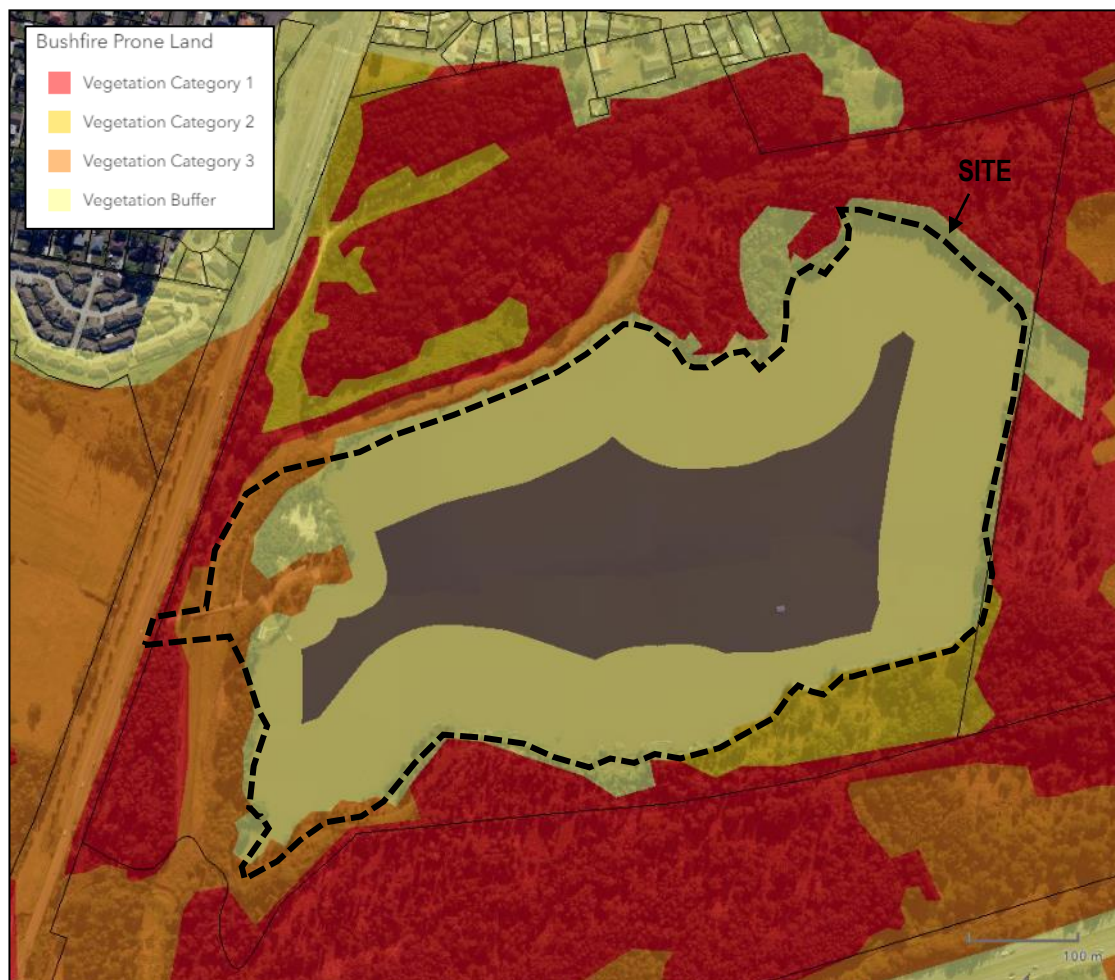 Bushfire Prone Land
Vegetation Category 1
Vegetation Category 2
Vegetation Category 3
Vegetation Buffer
SITE
100 m